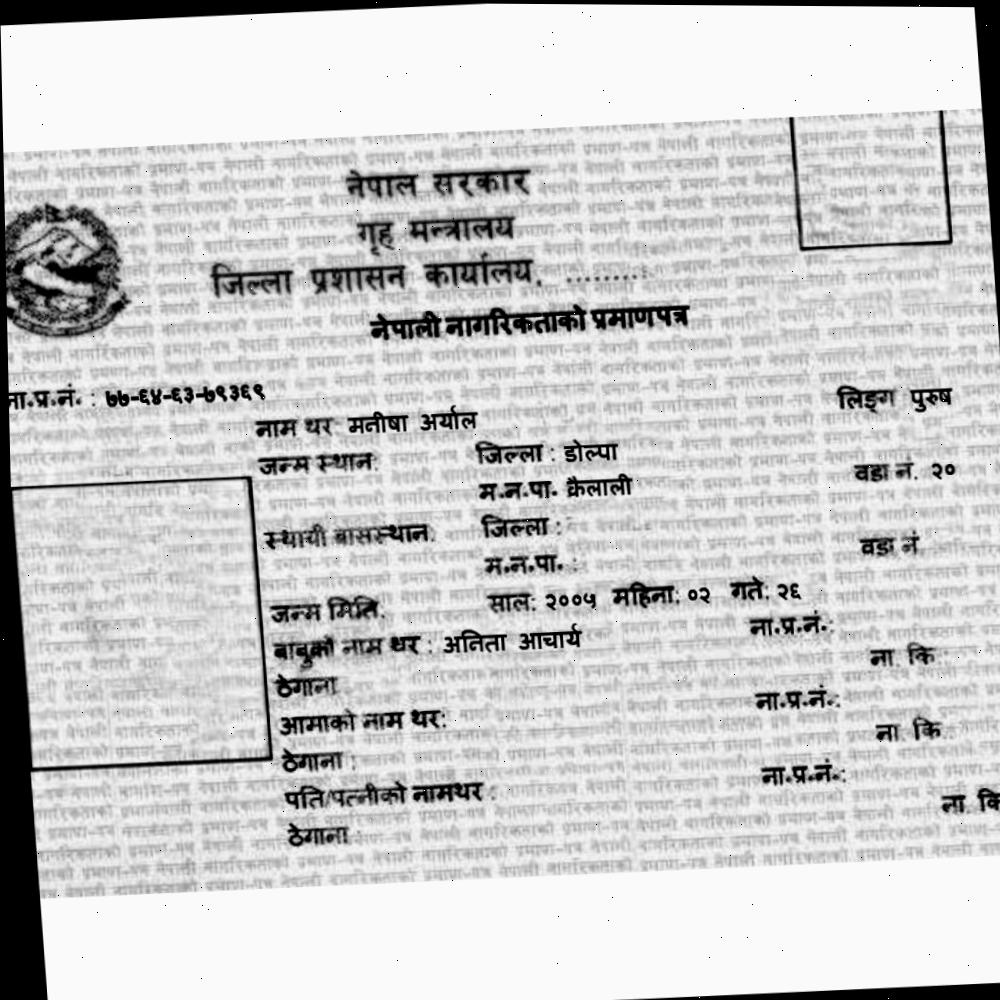 नेपाल सरकार
गृह मन्त्रालय
जिल्ला प्रशासन कार्यालय, .........
नेपाली नागरिकताको प्रमाणपत्र
ना.प्र.नं. : ७७-६४-६३-७९३६९
लिङ्ग पुरुष
नाम थर मनीषा अर्याल
जन्म स्थान: जिल्ला : डोल्पा
म.न.पा. कैलाली वडा नं. २०
स्थायी बासस्थान: जिल्ला :
म.न.पा. : वडा नं
जन्म मिति: साल: २००५ महिना: ०२ गते: २६
बाबुको नाम थर : अनिता आचार्य ना.प्र.नं.:
ठेगाना ना कि
आमाको नाम थर: ना.प्र.नं.:
ठेगाना : ना कि
पति/पत्नीको नामथर : ना.प्र.नं.:
ठेगाना : ना कि